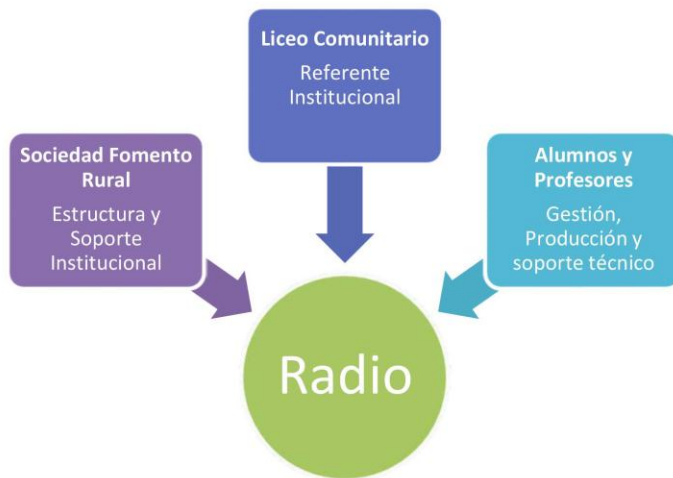 Liceo Comunitario
Referente
Institucional
Sociedad Fomento
Rural
Estructura y
Soporte
Institucional
Alumnos y
Profesores
Gestión,
Producción y
soporte técnico
Radio